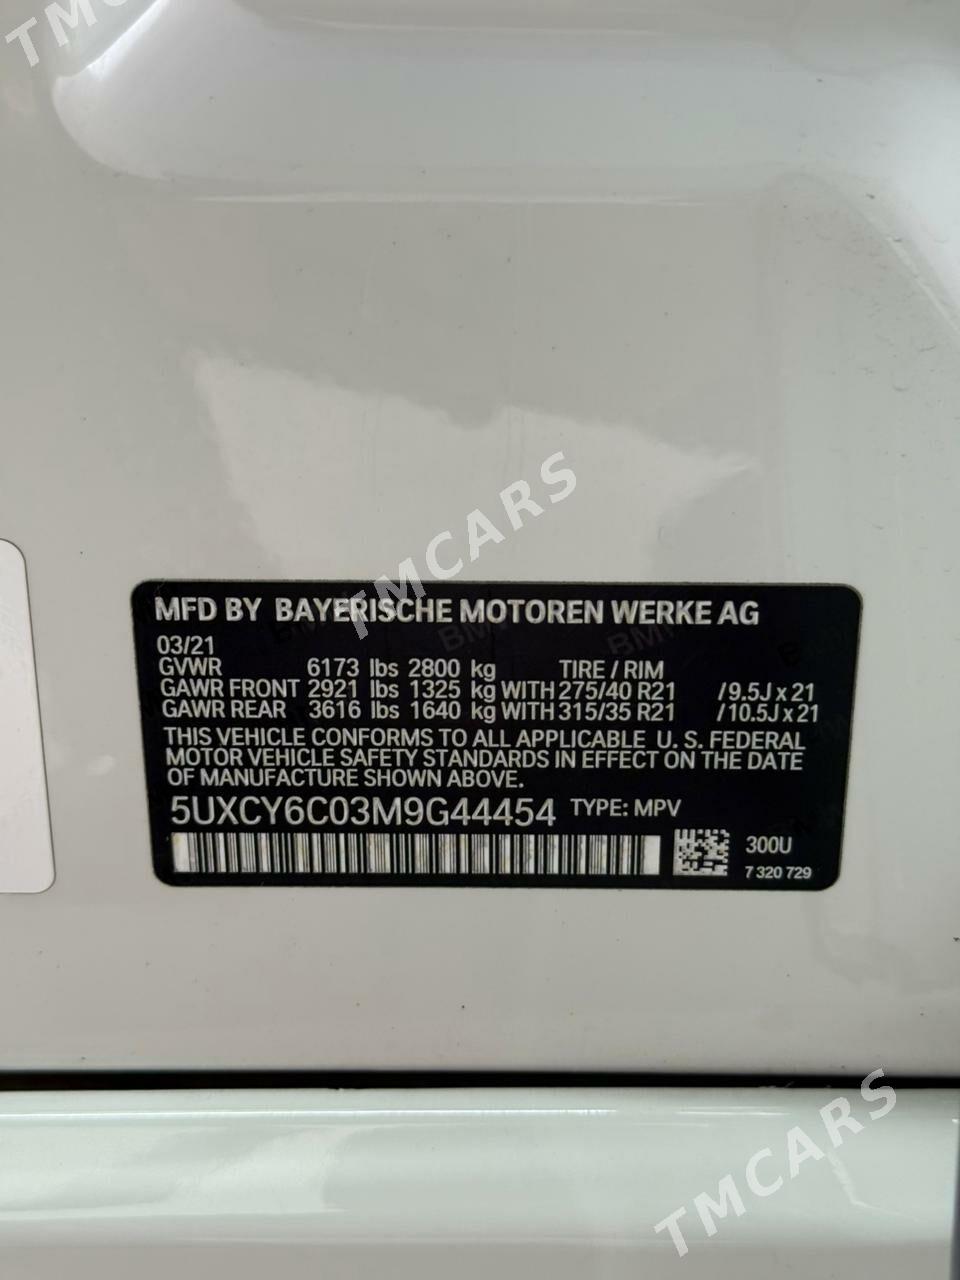 TMC
TMCARS
MFD BY BAYERISCHE MOTOREN WERKE AG
03/21
GVWR 6173 lbs 2800 kg TIRE / RIM
GAWR FRONT 2921 lbs 1325 kg WITH 275/40 R21 /9.5J x 21
GAWR REAR 3616 lbs 1640 kg WITH 315/35 R21 /10.5J x 21
THIS VEHICLE CONFORMS TO ALL APPLICABLE U. S. FEDERAL
MOTOR VEHICLE SAFETY STANDARDS IN EFFECT ON THE DATE
OF MANUFACTURE SHOWN ABOVE.
5UXCY6C03M9G44454 TYPE: MPV
300U
7 320 729
TMCARS